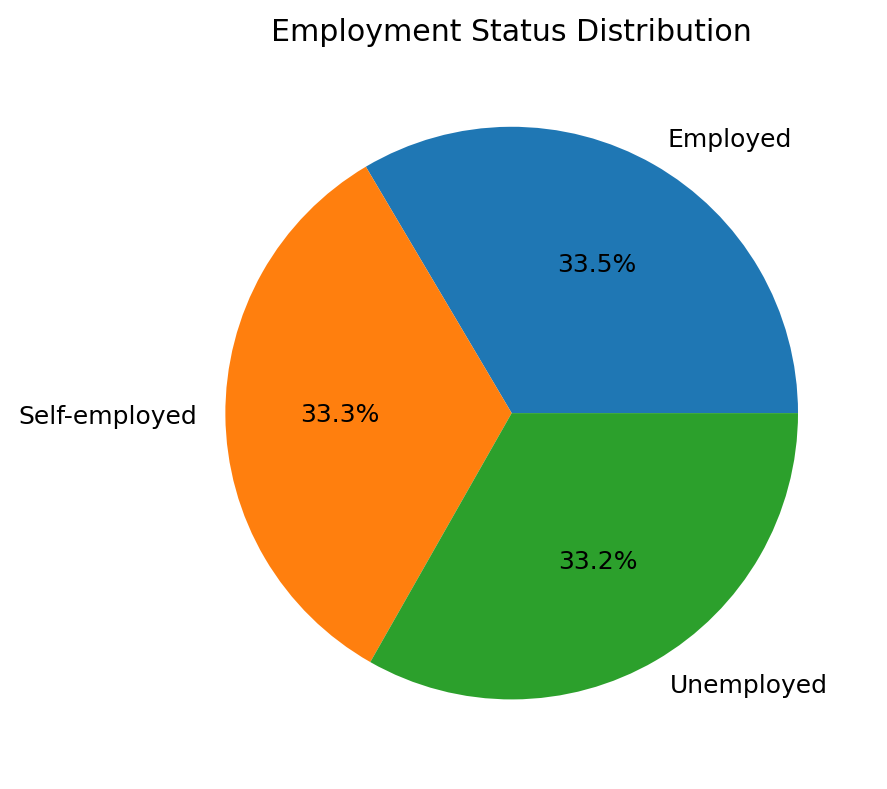 Employment Status Distribution
Employed
33.5%
Self-employed
33.3%
33.2%
Unemployed